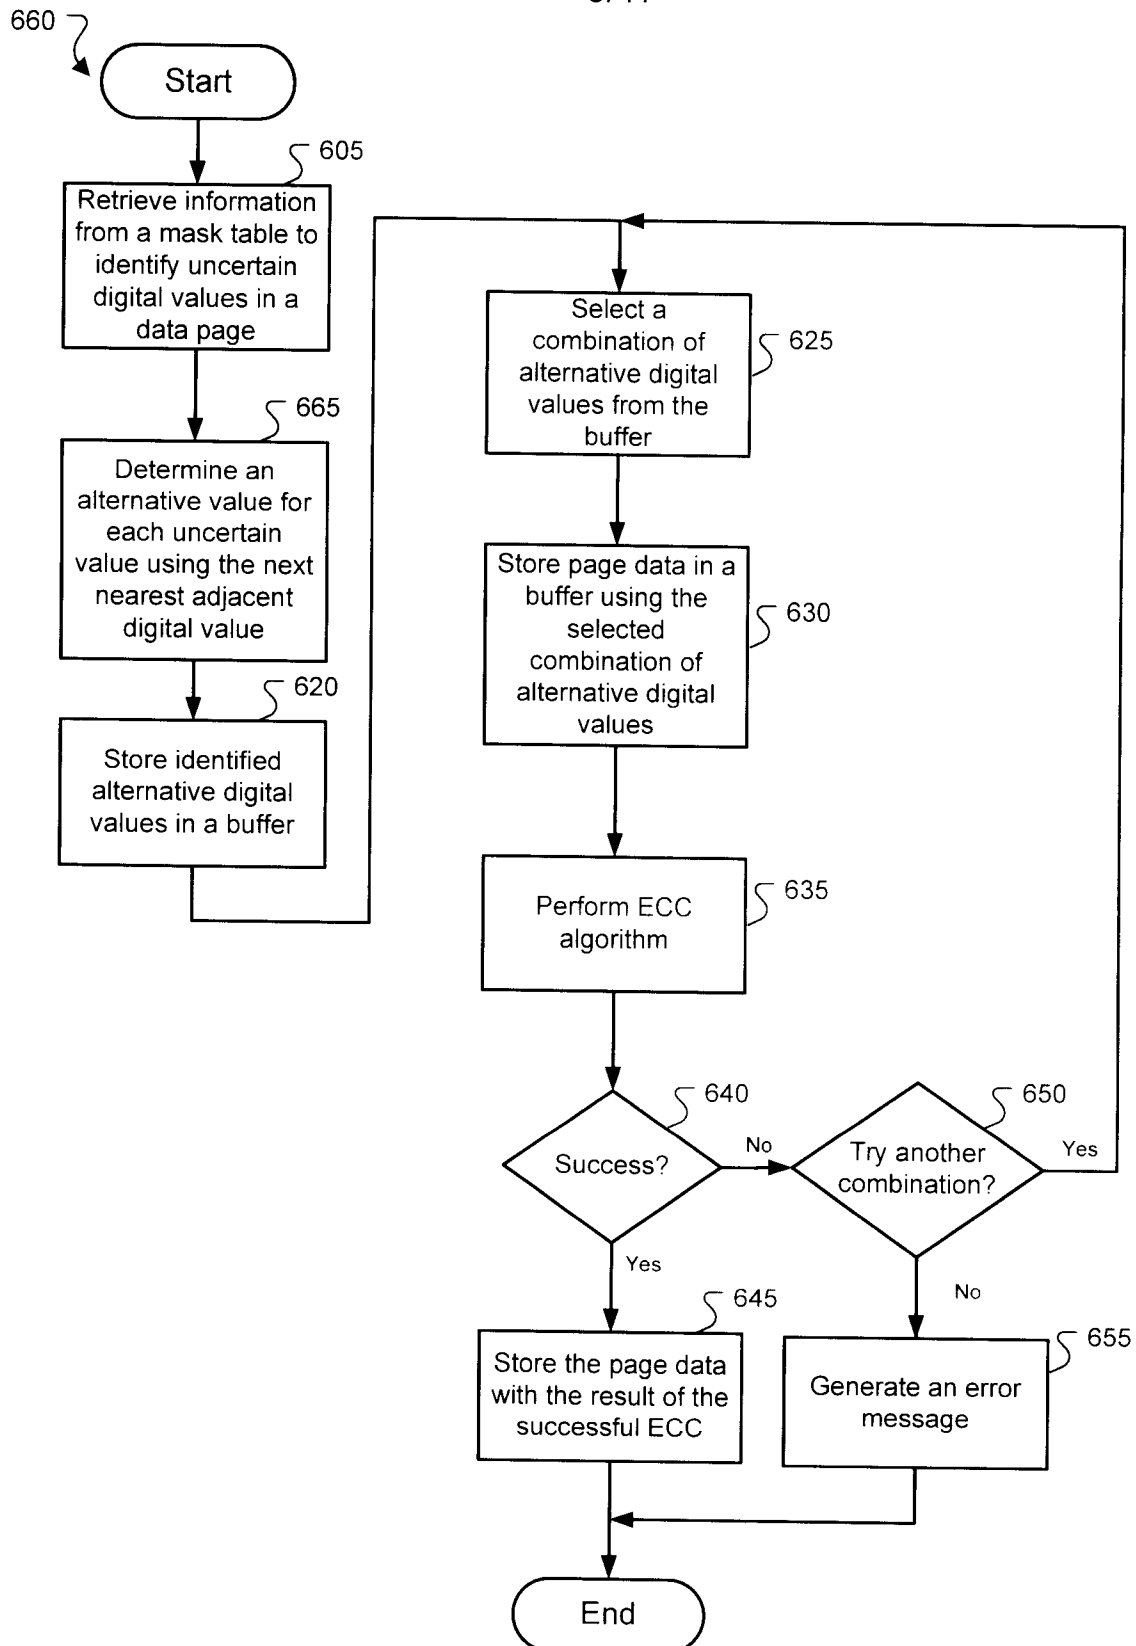 660
Start
605
Retrieve information
from a mask table to
identify uncertain
digital values in a
data page
665
Determine an
alternative value for
each uncertain
value using the next
nearest adjacent
digital value
620
Store identified
alternative digital
values in a buffer
Select a
combination of
alternative digital
values from the
buffer
625
Store page data in a
buffer using the
selected
combination of
alternative digital
values
630
Perform ECC
algorithm
635
640
Success?
No
650
Try another
combination?
Yes
Yes
No
645
Store the page data
with the result of the
successful ECC
655
Generate an error
message
End